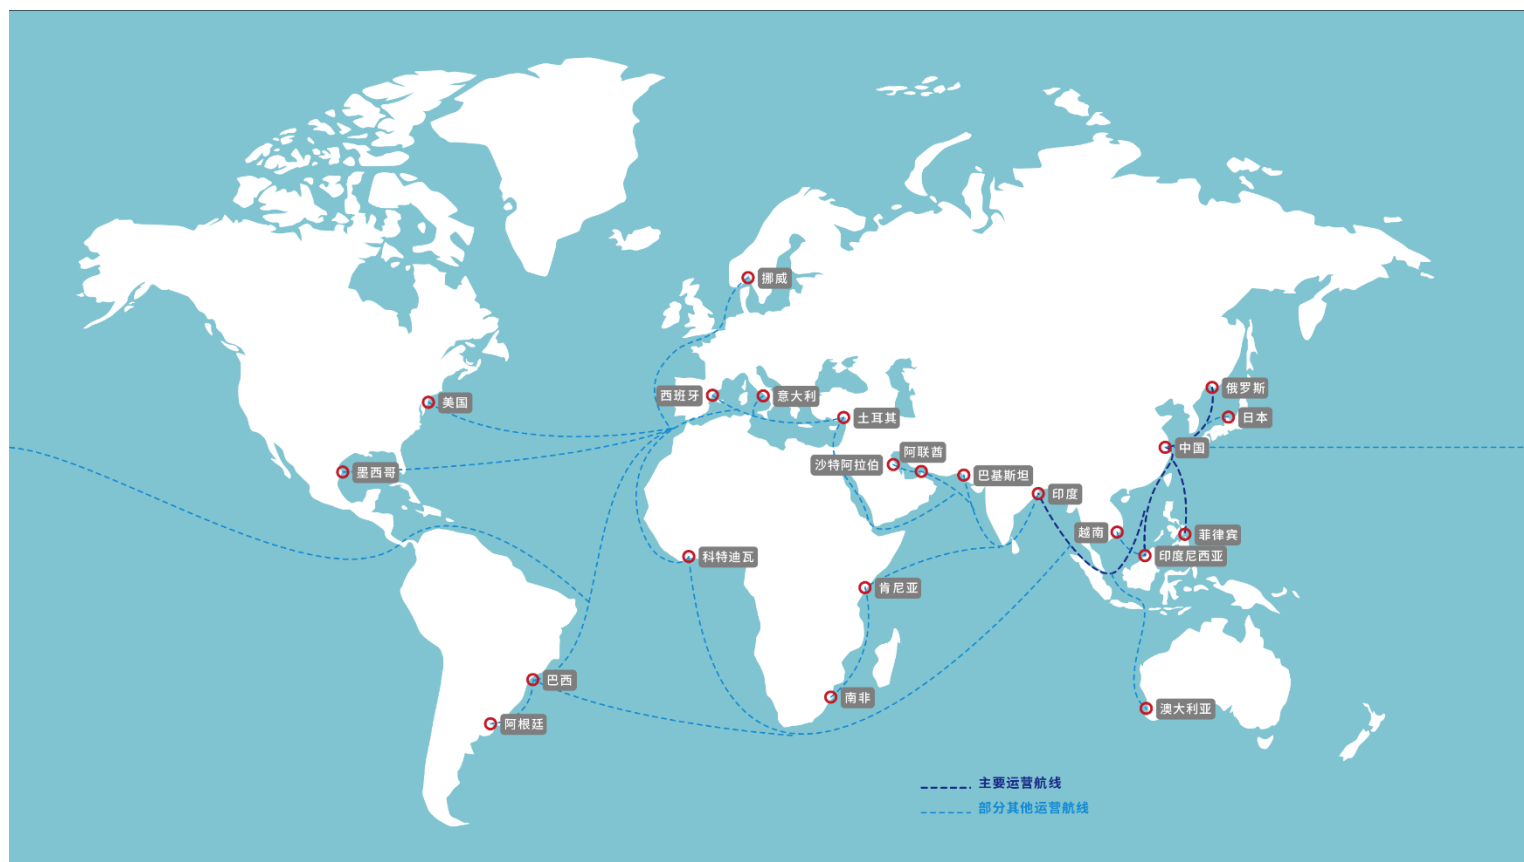 挪威
俄罗斯
西班牙
意大利
美国
土耳其
日本
中国
阿联酋
沙特阿拉伯
墨西哥
巴基斯坦
印度
越南
菲律宾
印度尼西亚
科特迪瓦
肯尼亚
巴西
南非
澳大利亚
阿根廷
主要运营航线
部分其他运营航线